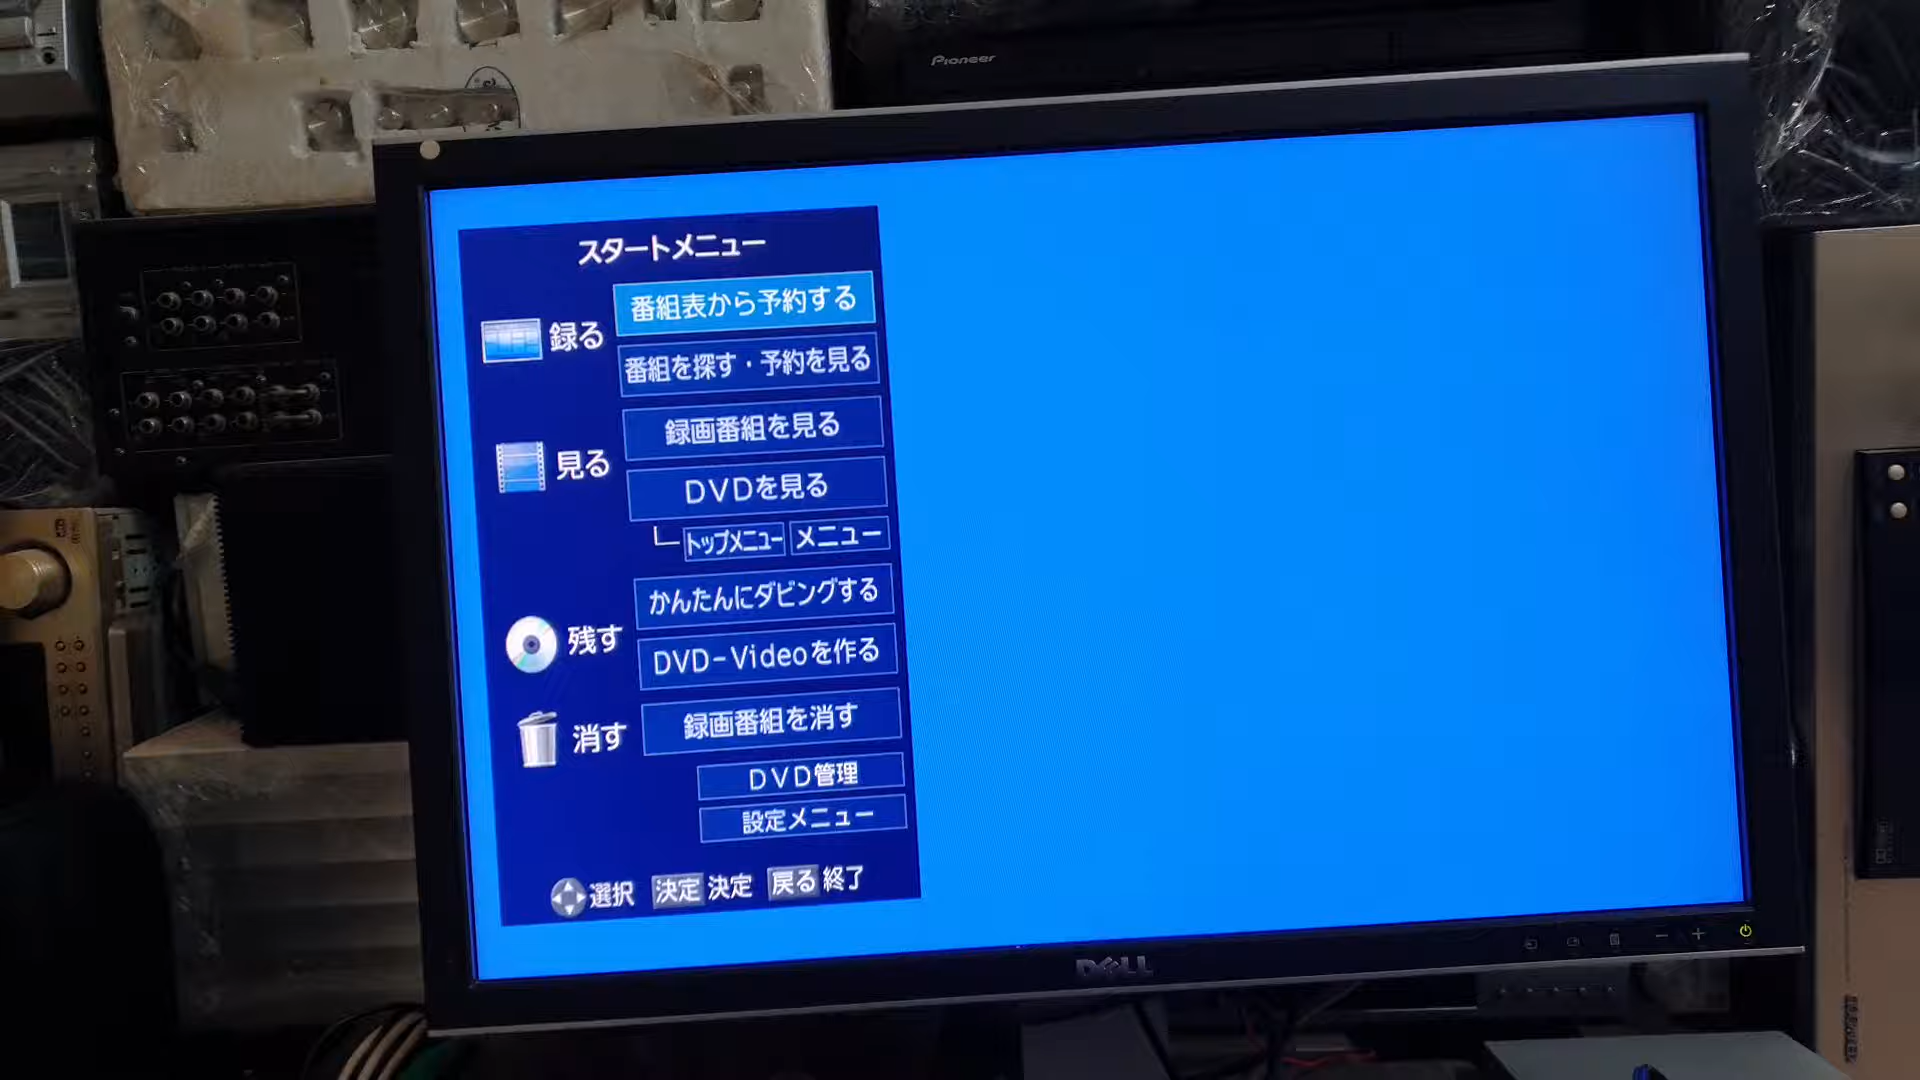 Pioneer
スタートメニュー
録る
番組表から予約する
番組を探す・予約を見る
見る
録画番組を見る
DVDを見る
トップメニュー メニュー
残す
かんたんにダビングする
DVD-Videoを作る
消す
録画番組を消す
DVD管理
設定メニュー
選択 決定 決定 戻る 終了
DELL